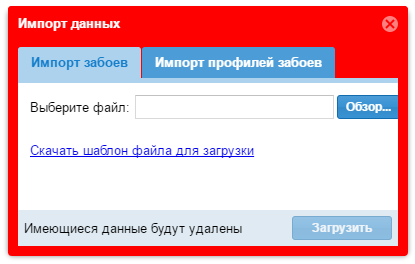 Импорт данных
Импорт забоев Импорт профилей забоев
Выберите файл: Обзор...
Скачать шаблон файла для загрузки
Имеющиеся данные будут удалены Загрузить